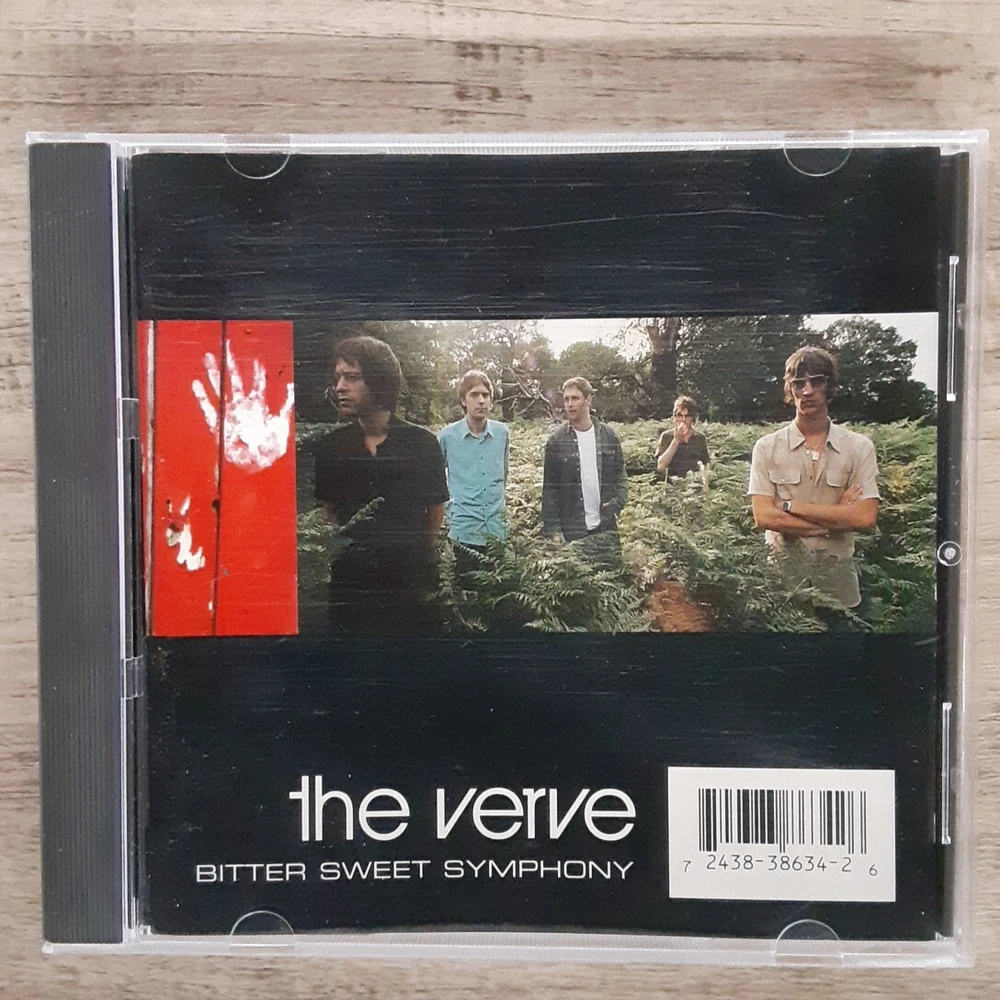 the verve
BITTER SWEET SYMPHONY
7 2438-38634-2 6